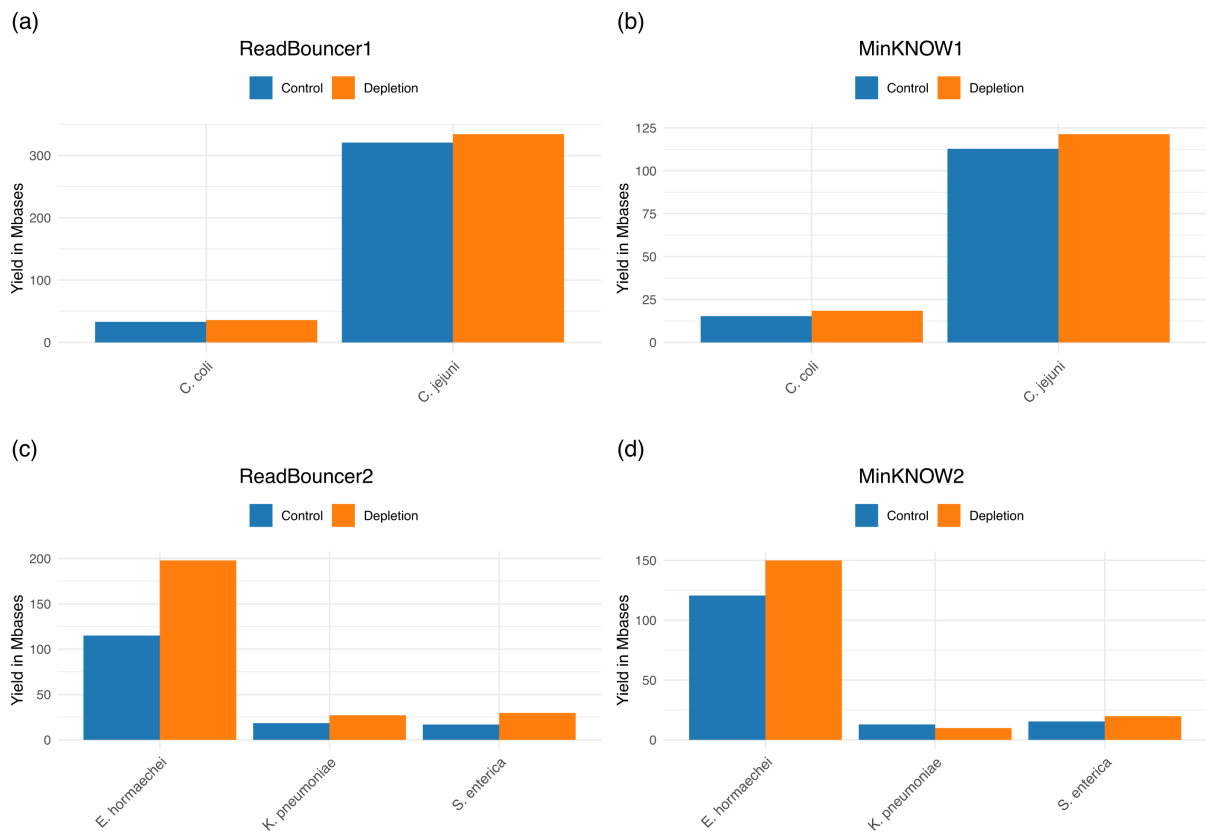 (a)
ReadBouncer1
Control Depletion
Yield in Mbases
300
200
100
0
C. coli
C. jejuni
(b)
MinKNOW1
Control Depletion
Yield in Mbases
125
100
75
50
25
0
C. coli
C. jejuni
(c)
ReadBouncer2
Control Depletion
Yield in Mbases
200
150
100
50
0
E. hormaechei
K. pneumoniae
S. enterica
(d)
MinKNOW2
Control Depletion
Yield in Mbases
150
100
50
0
E. hormaechei
K. pneumoniae
S. enterica